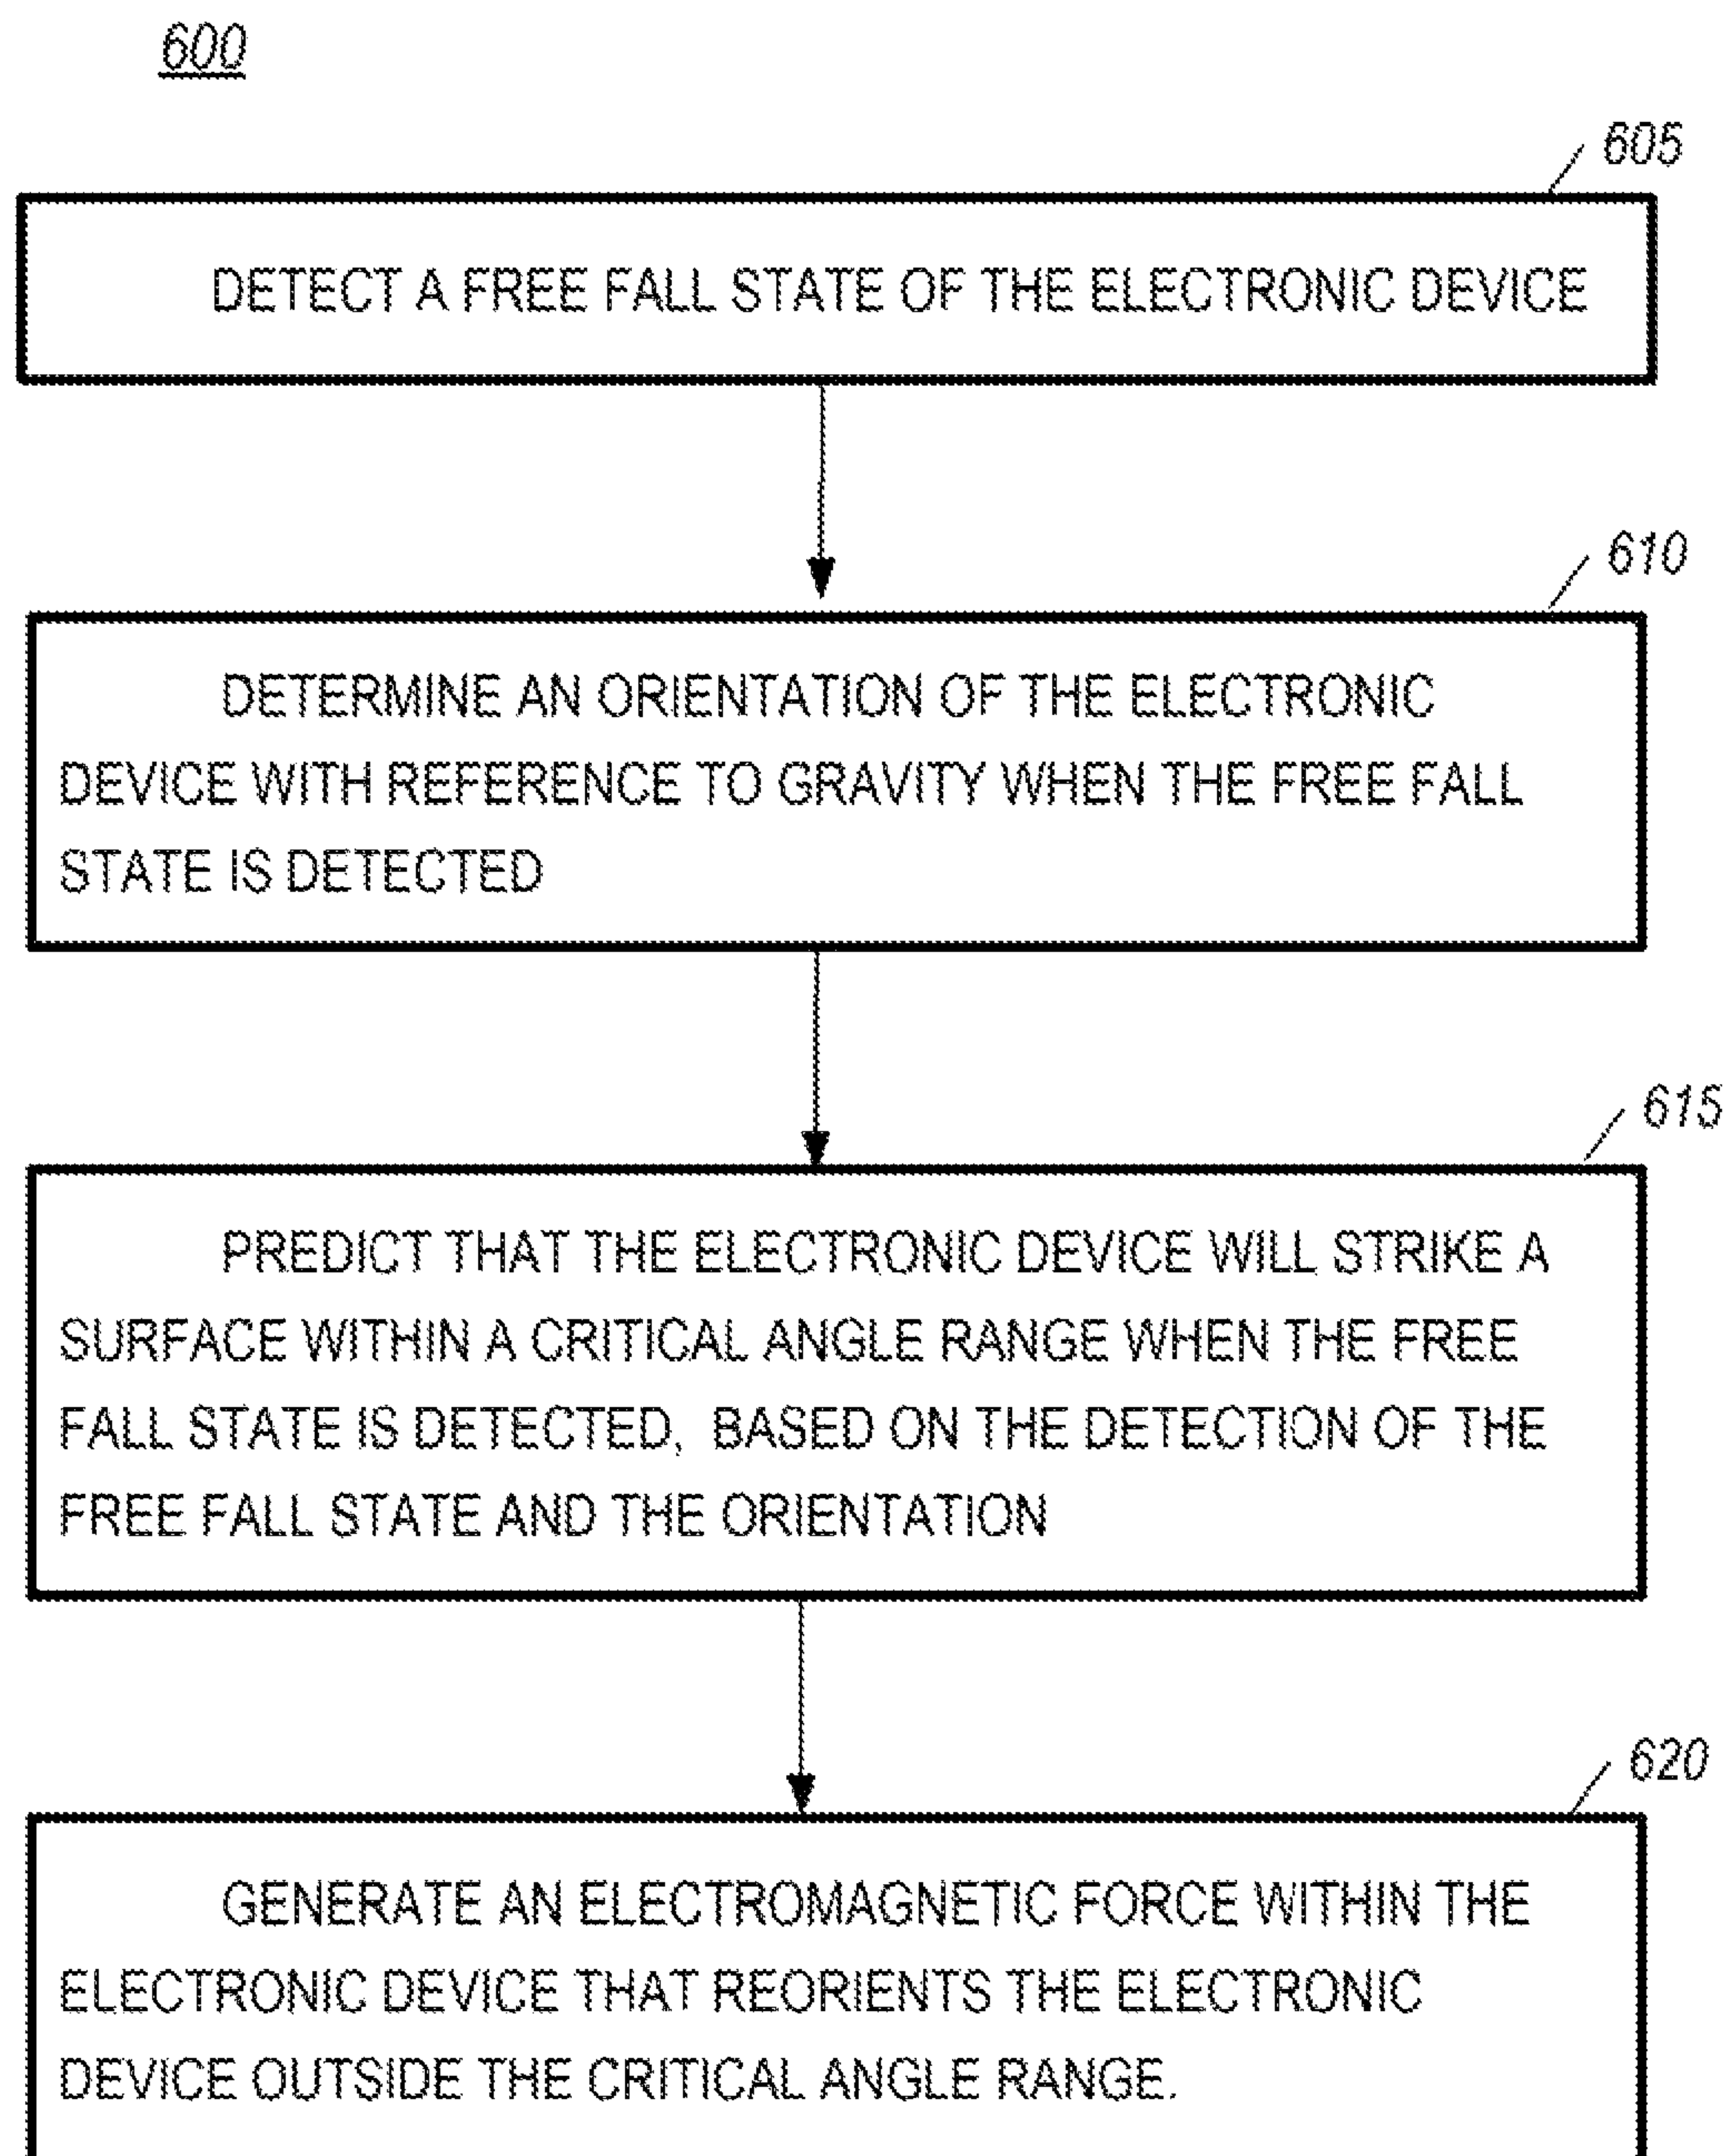 600
605
DETECT A FREE FALL STATE OF THE ELECTRONIC DEVICE
610
DETERMINE AN ORIENTATION OF THE ELECTRONIC
DEVICE WITH REFERENCE TO GRAVITY WHEN THE FREE FALL
STATE IS DETECTED
615
PREDICT THAT THE ELECTRONIC DEVICE WILL STRIKE A
SURFACE WITHIN A CRITICAL ANGLE RANGE WHEN THE FREE
FALL STATE IS DETECTED, BASED ON THE DETECTION OF THE
FREE FALL STATE AND THE ORIENTATION
620
GENERATE AN ELECTROMAGNETIC FORCE WITHIN THE
ELECTRONIC DEVICE THAT REORIENTS THE ELECTRONIC
DEVICE OUTSIDE THE CRITICAL ANGLE RANGE.